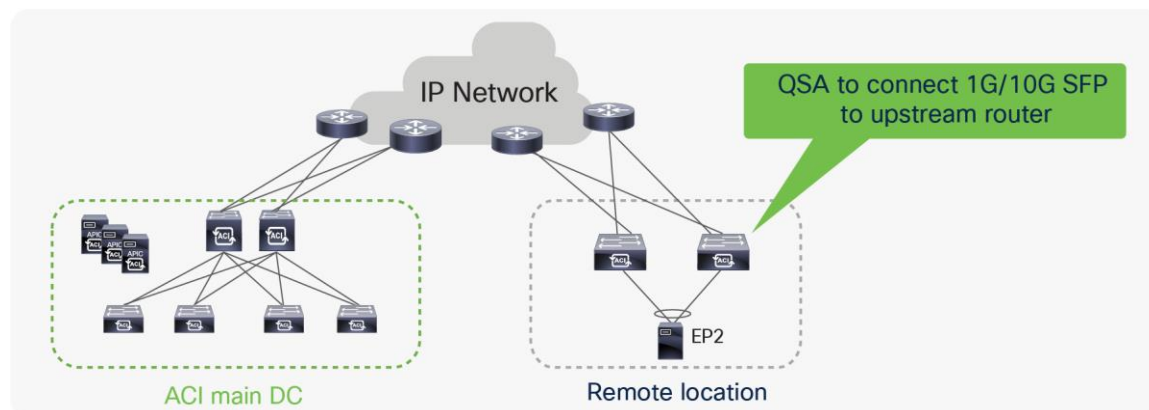 IP Network
QSA to connect 1G/10G SFP
to upstream router
APIC
ACI
APIC
ACI
APIC
ACI
ACI
ACI
ACI
ACI
ACI
ACI
ACI
ACI
EP2
ACI main DC
Remote location